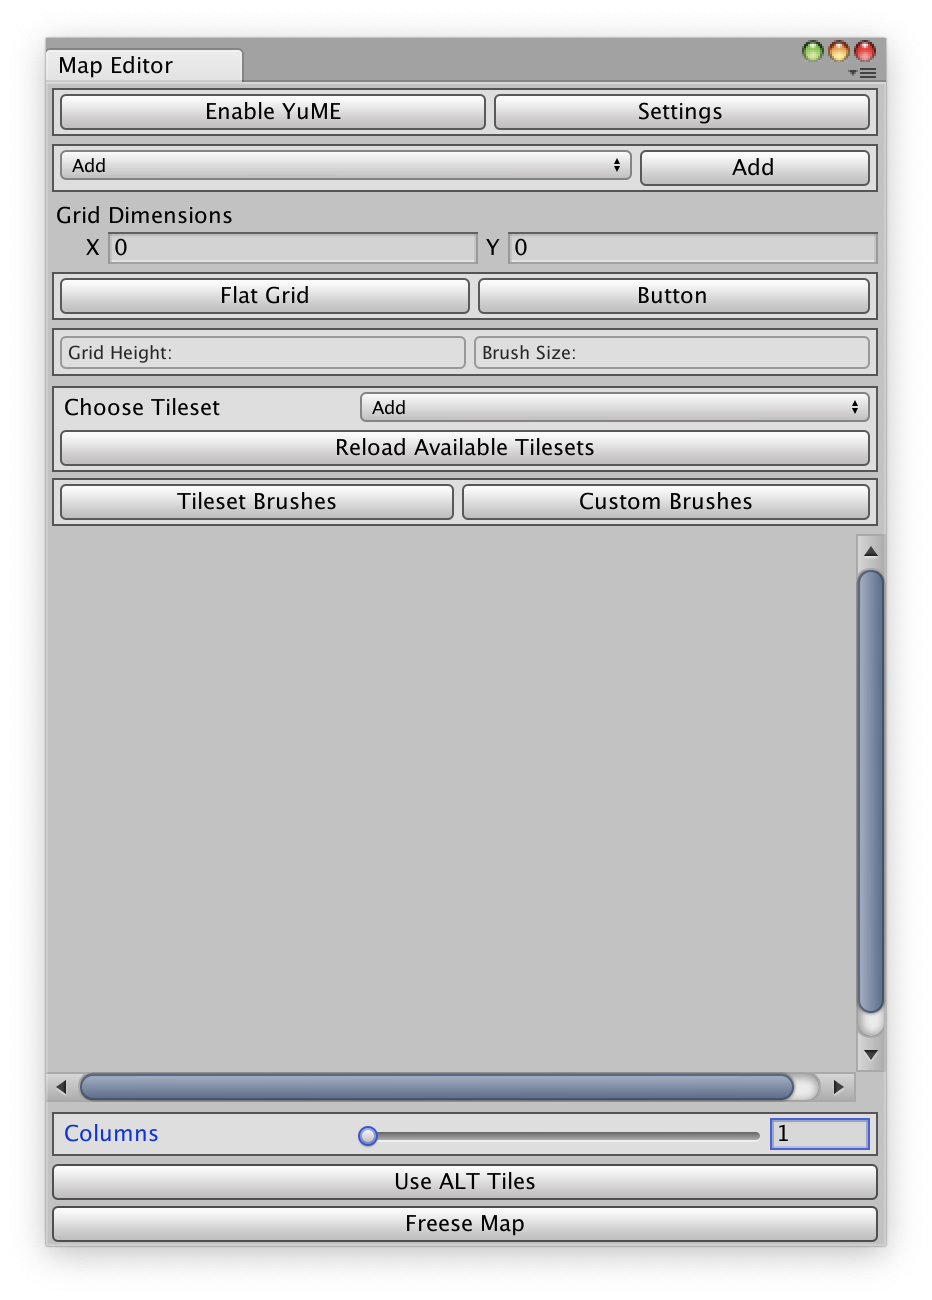 Map Editor
Enable YuME
Settings
Add
Add
Grid Dimensions
X 0 Y 0
Flat Grid
Button
Grid Height:
Brush Size:
Choose Tileset
Add
Reload Available Tilesets
Tileset Brushes
Custom Brushes
Columns
1
Use ALT Tiles
Freese Map